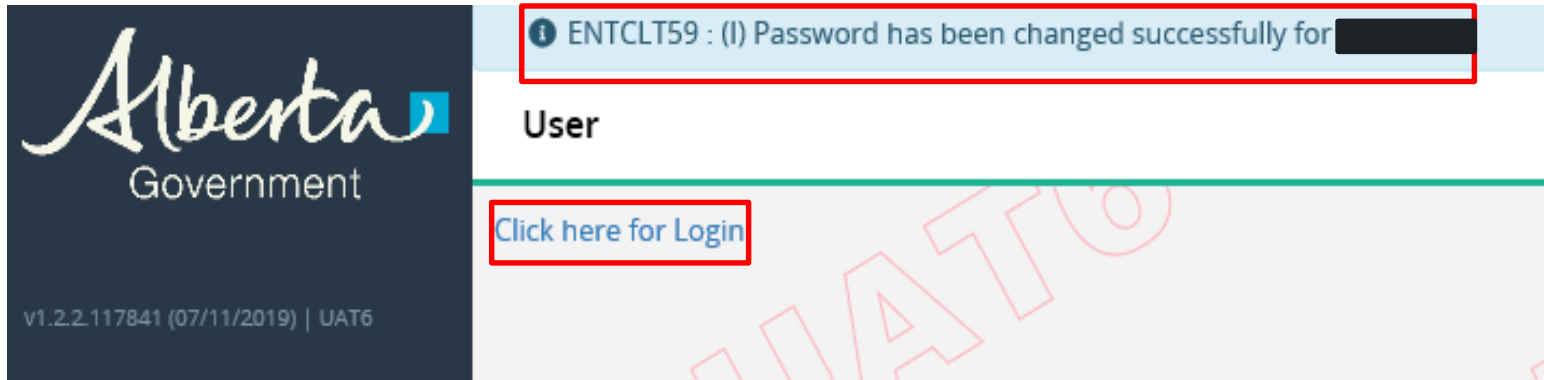 ENTCLT59 : (I) Password has been changed successfully for
Alberta
Government
User
Click here for Login
v1.2.2.117841 (07/11/2019) | UAT6
UAT6